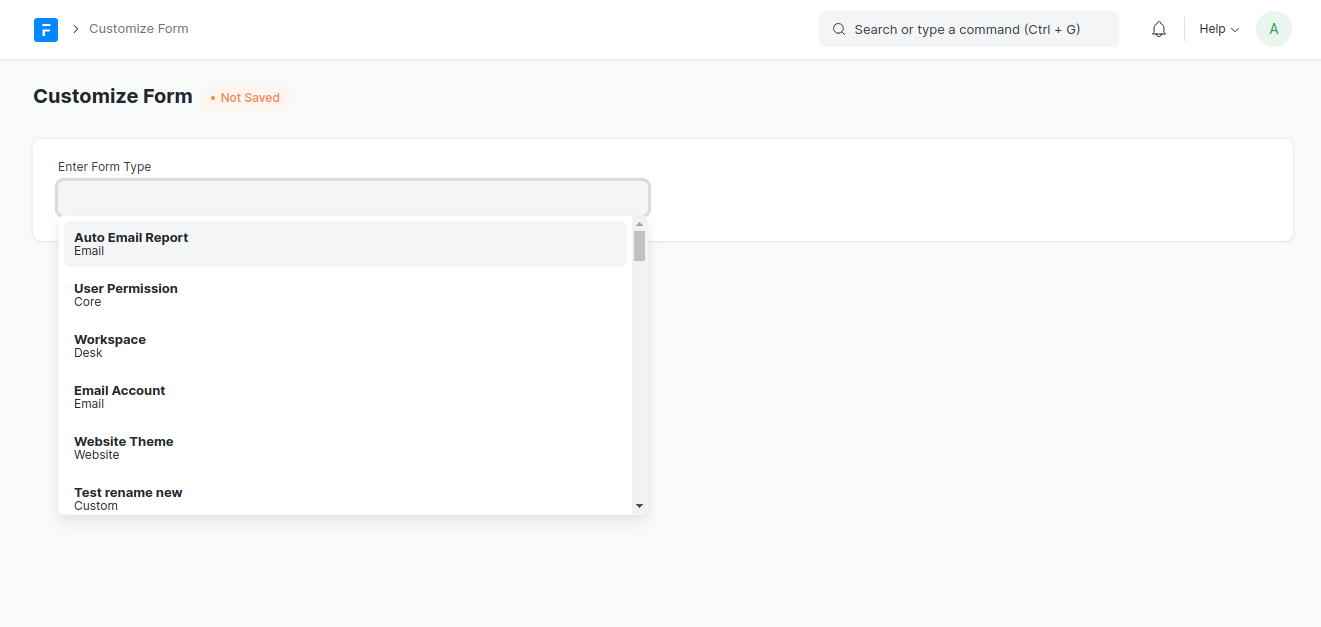 F
Customize Form
Search or type a command (Ctrl + G)
Help
A
Customize Form
• Not Saved
Enter Form Type
Auto Email Report
Email
User Permission
Core
Workspace
Desk
Email Account
Email
Website Theme
Website
Test rename new
Custom